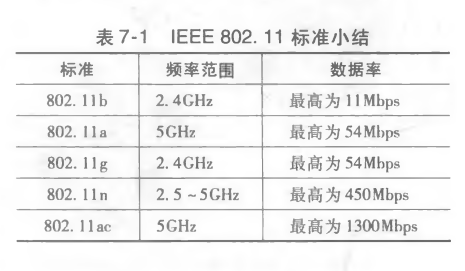 表 7-1 IEEE 802. 11 标准小结
标准 频率范围 数据率
802. 11b 2. 4GHz 最高为 11Mbps
802. 11a 5GHz 最高为 54Mbps
802. 11g 2. 4GHz 最高为 54Mbps
802. 11n 2. 5 ~ 5GHz 最高为 450Mbps
802. 11ac 5GHz 最高为 1300Mbps